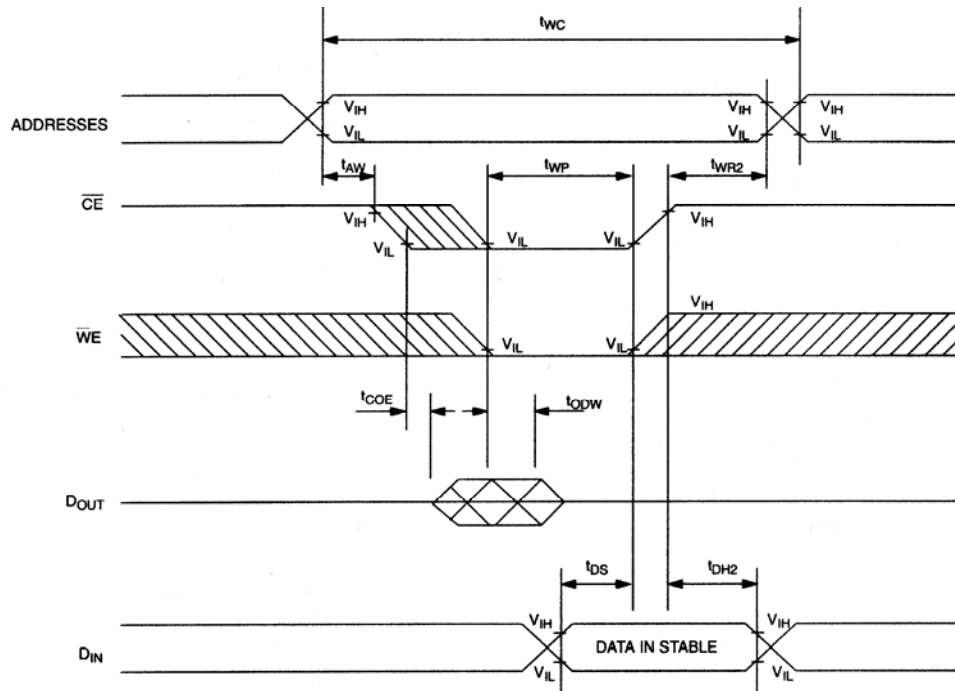 tWC
ADDRESSES
VIH
VIL
VIH
VIL
VIH
VIL
tAW
tWP
tWR2
CE
VIH
VIL
VIL
VIL
VIH
WE
VIL
VIL
VIH
tCOE
tODW
DOUT
tDS
tDH2
DIN
VIH
VIL
DATA IN STABLE
VIH
VIL